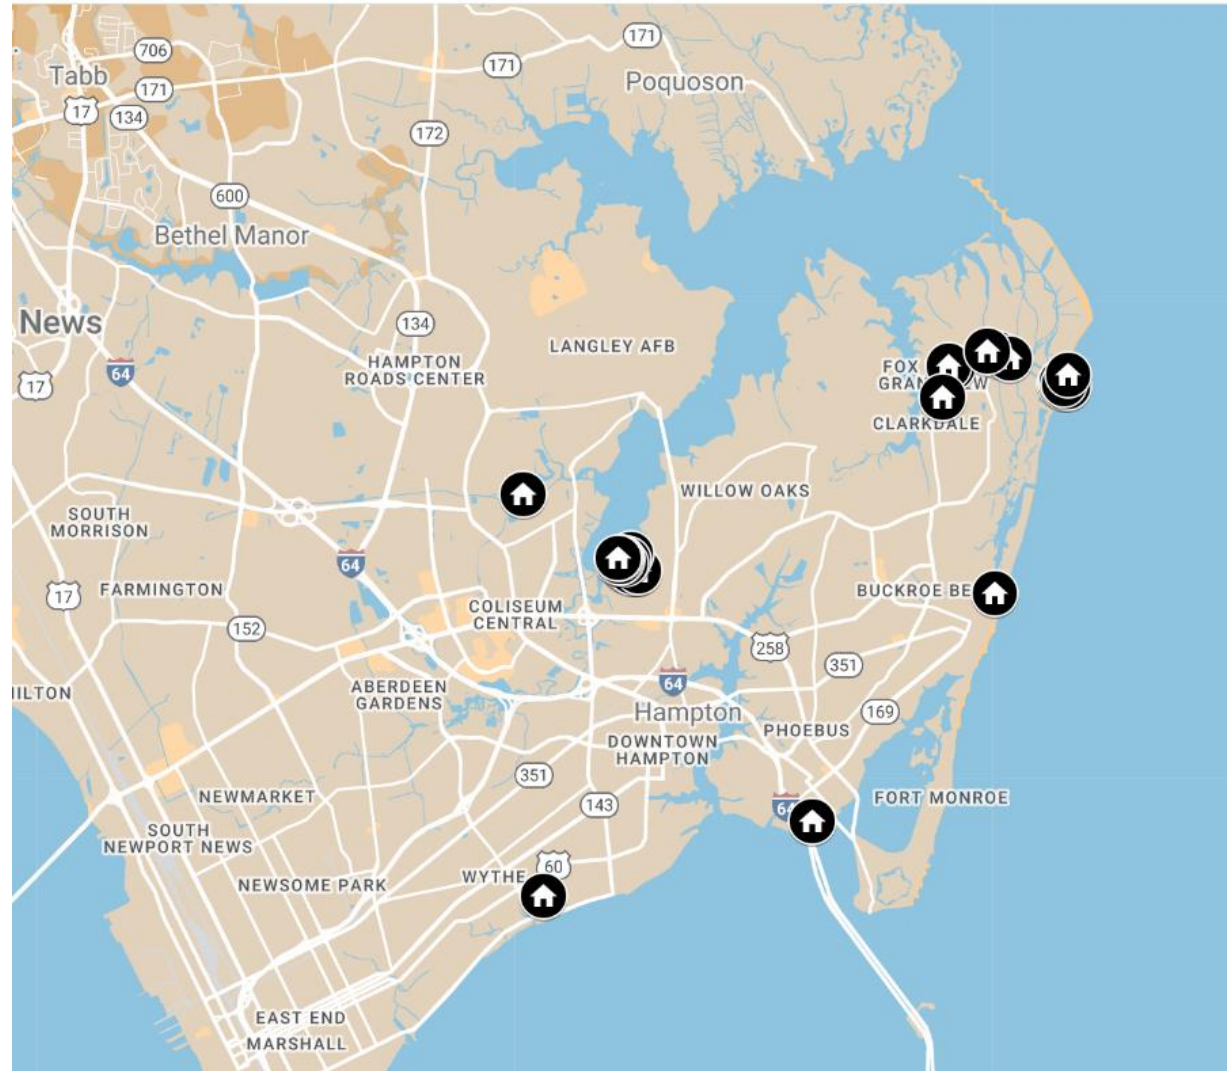 171
706
Tabb
171
171
Poquoson
17
134
172
600
Bethel Manor
News
134
LANGLEY AFB
64
HAMPTON
ROADS CENTER
17
FOX
GRANDVIEW
CLARKDALE
WILLOW OAKS
SOUTH
MORRISON
64
FARMINGTON
17
COLISEUM
CENTRAL
BUCKROE BE
152
258
351
ILTON
ABERDEEN
GARDENS
64
Hampton
169
PHOEBUS
DOWNTOWN
HAMPTON
351
NEWMARKET
143
64
FORT MONROE
SOUTH
NEWPORT NEWS
NEWSOME PARK
WYTHE
60
EAST END
MARSHALL